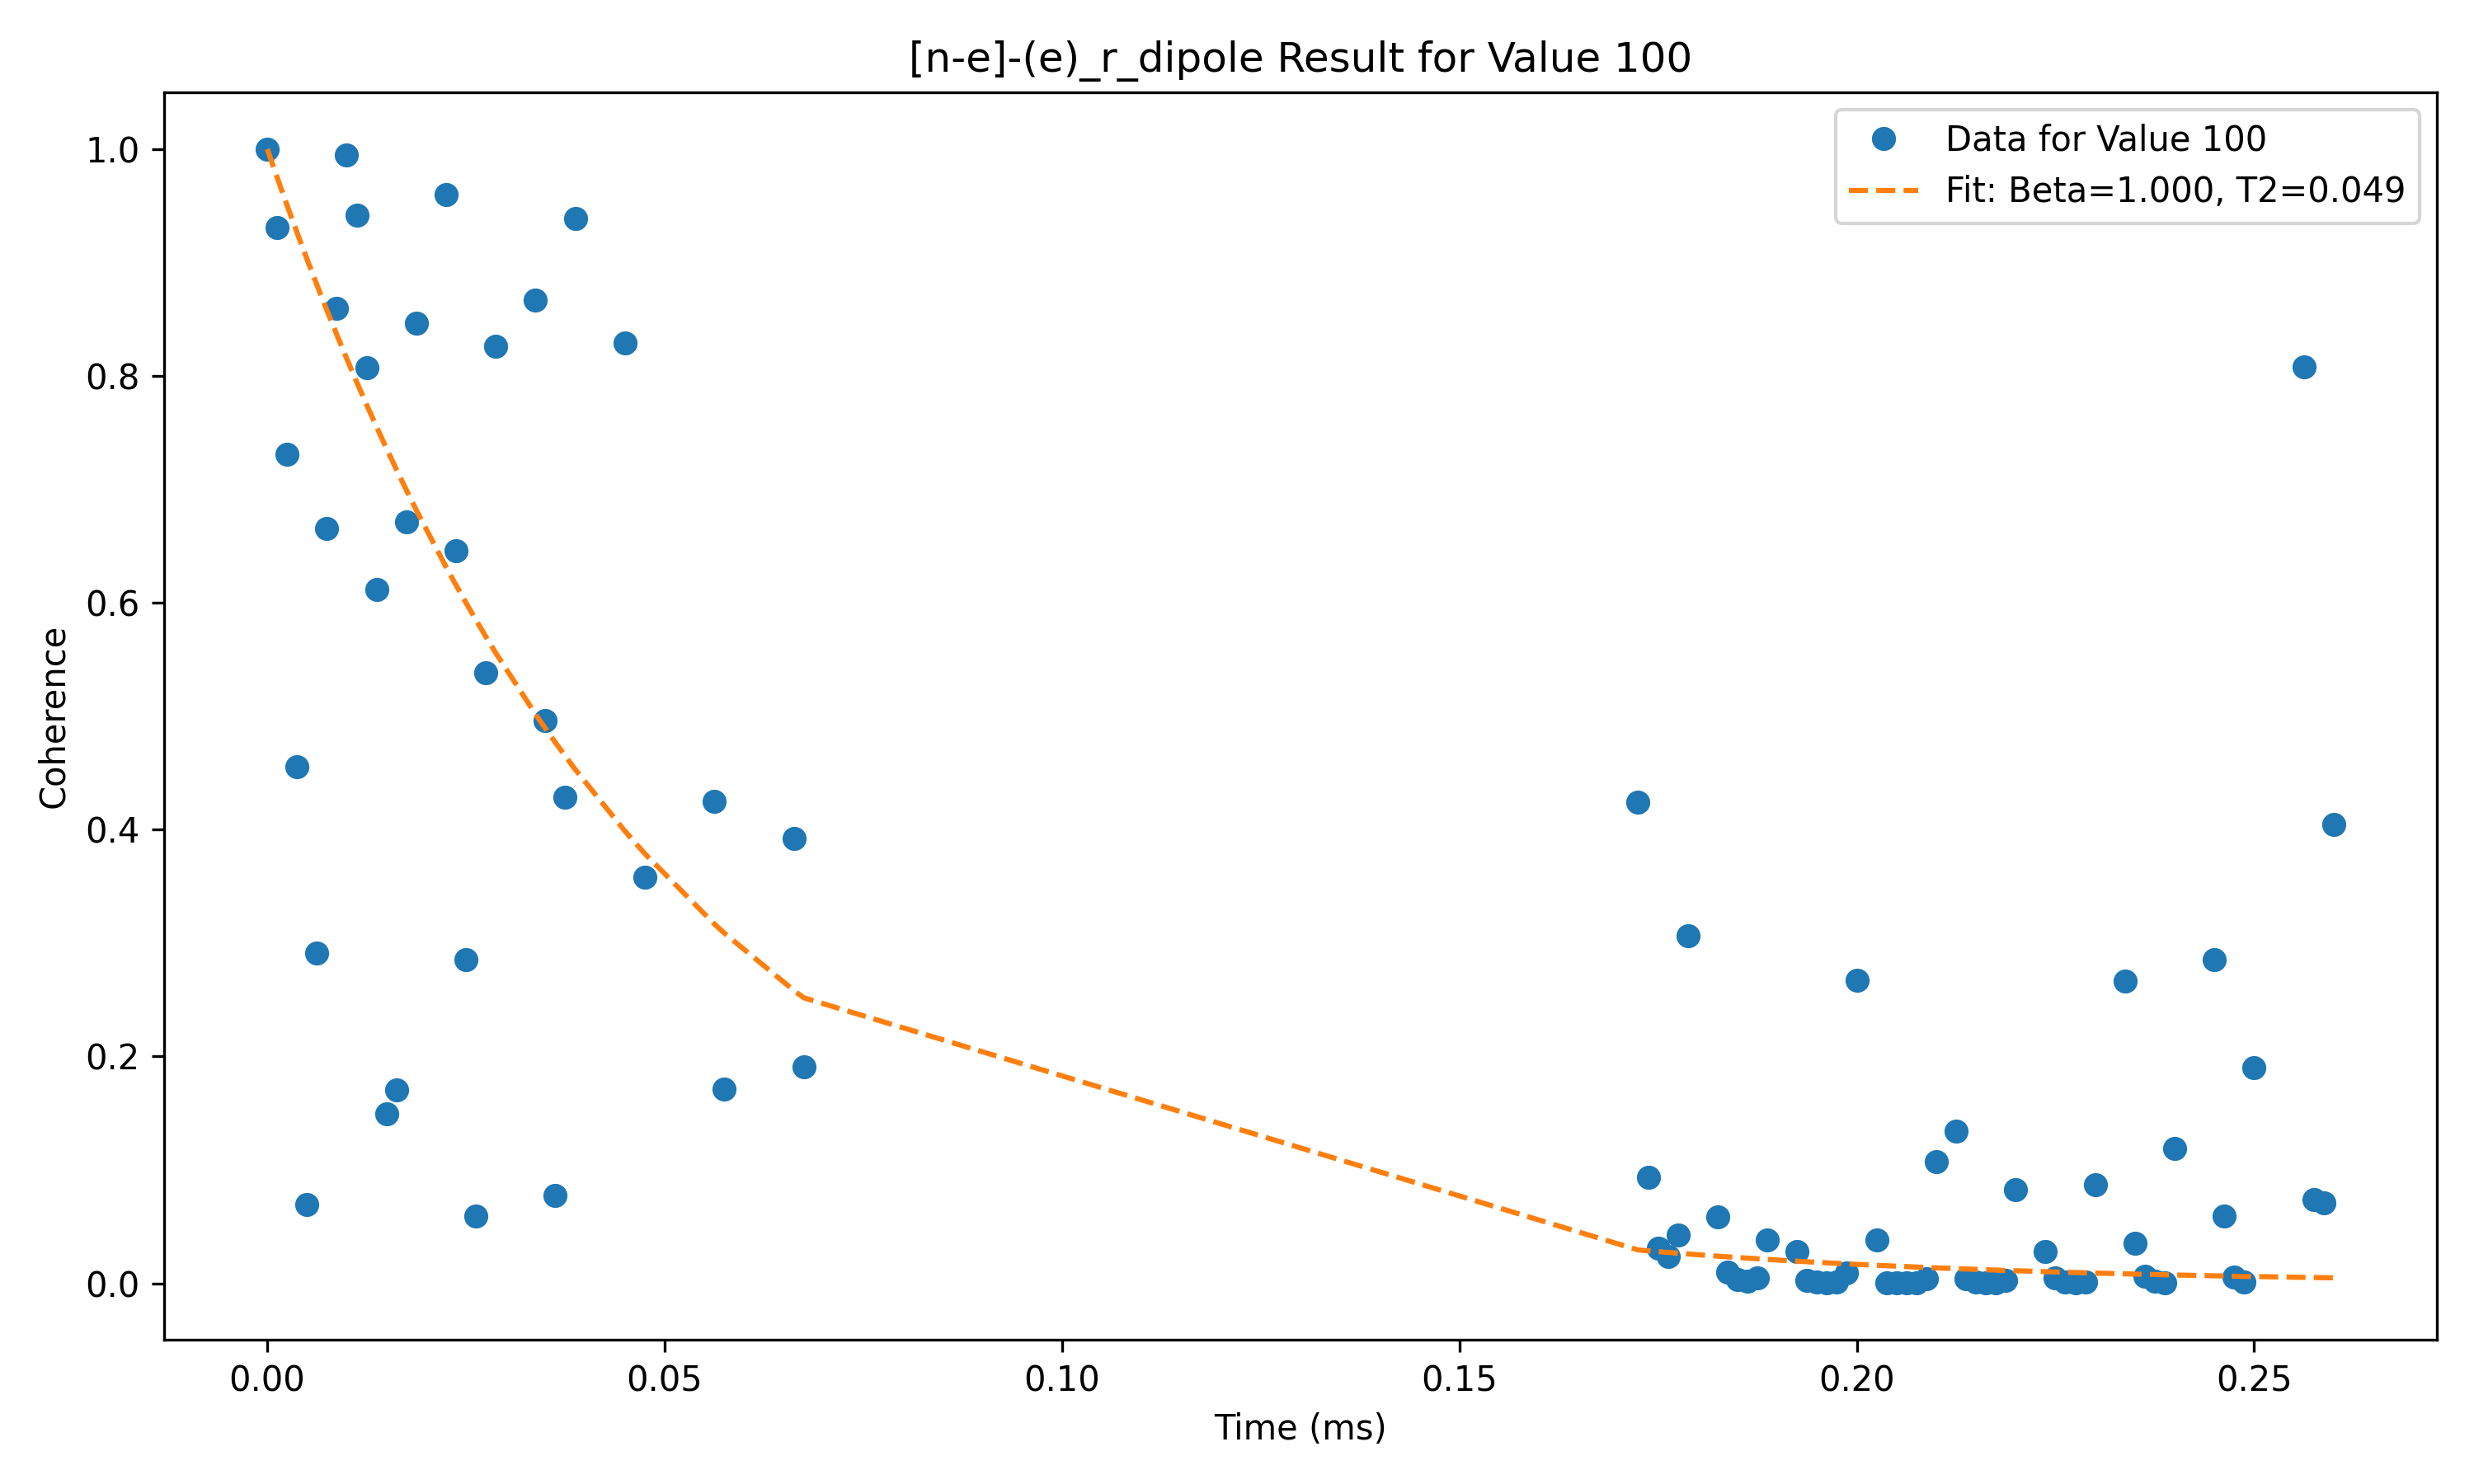 [n-e]-(e)_r_dipole Result for Value 100
Data for Value 100
Fit: Beta=1.000, T2=0.049
Coherence
1.0
0.8
0.6
0.4
0.2
0.0
0.00 0.05 0.10 0.15 0.20 0.25
Time (ms)